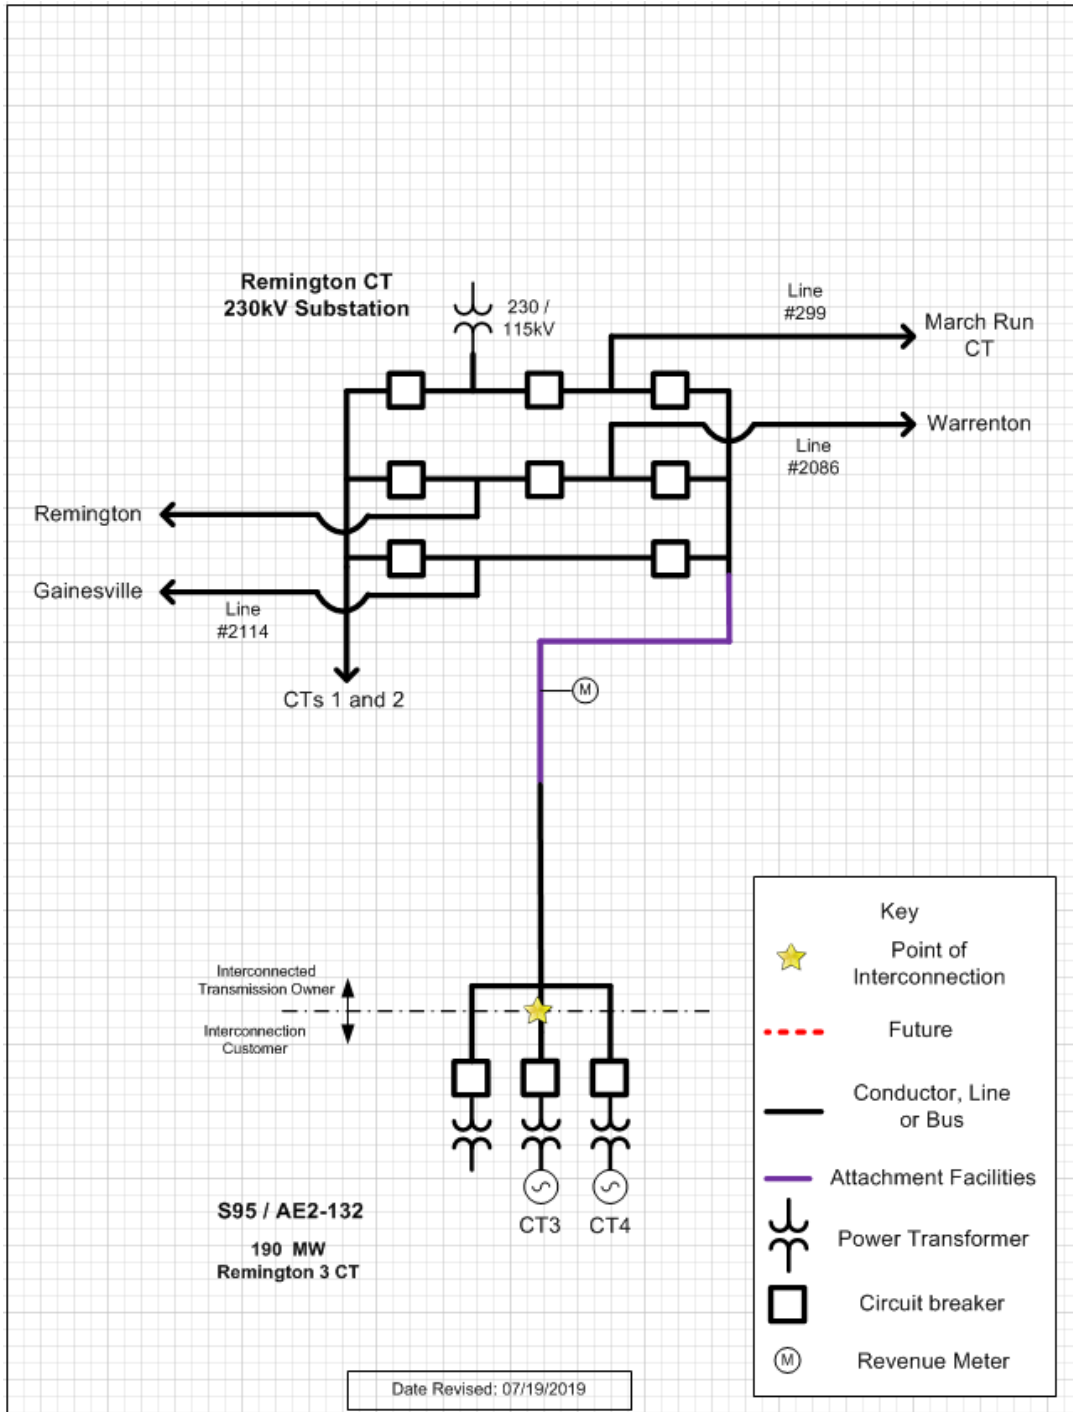 Remington CT
230kV Substation
230 /
115kV
Line
#299
March Run
CT
Warrenton
Line
#2086
Remington
Gainesville
Line
#2114
CTs 1 and 2
M
Interconnected
Transmission Owner
Interconnection
Customer
CT3
CT4
S95 / AE2-132
190 MW
Remington 3 CT
Key
Point of
Interconnection
Future
Conductor, Line
or Bus
Attachment Facilities
Power Transformer
Circuit breaker
M
Revenue Meter
Date Revised: 07/19/2019